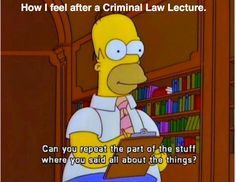 How I feel after a Criminal Law Lecture.
Can you repeat the part of the stuff
where you said all about the things?